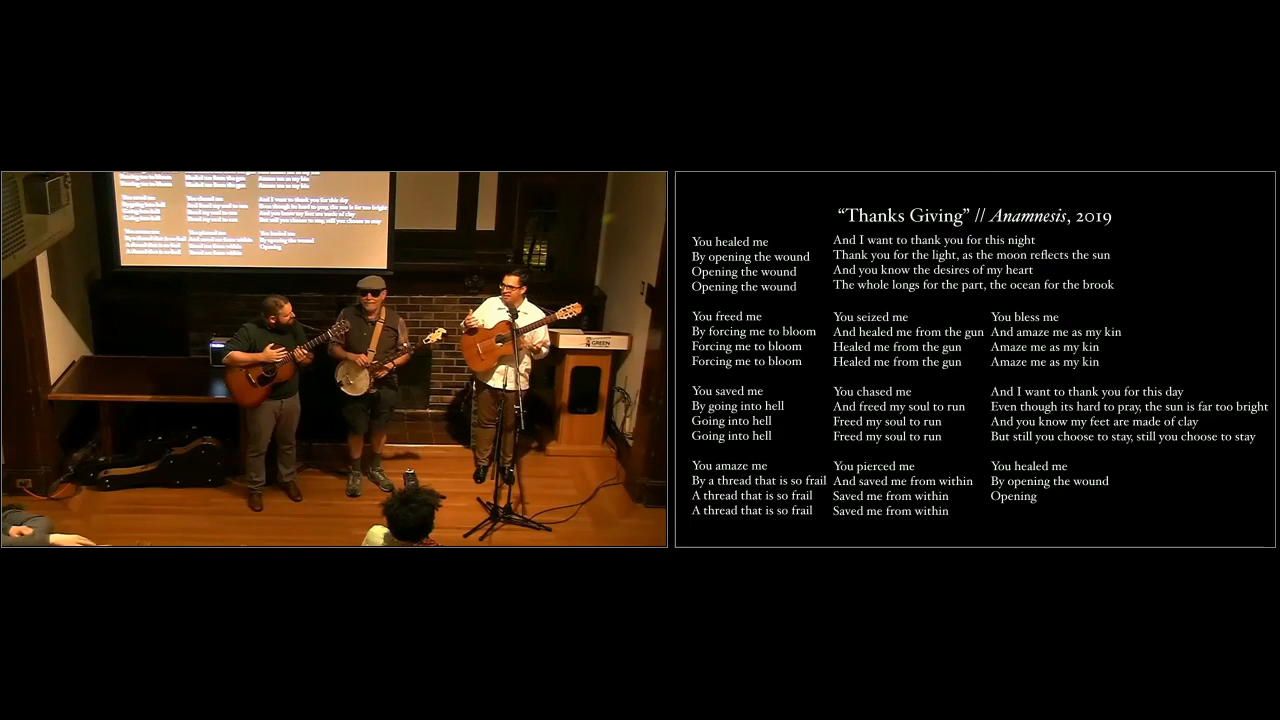 “Thanks Giving” // Anamnesis, 2019
You healed me
By opening the wound
Opening the wound
Opening the wound
You freed me
By forcing me to bloom
Forcing me to bloom
Forcing me to bloom
You saved me
By going into hell
Going into hell
Going into hell
You amaze me
By a thread that is so frail
A thread that is so frail
A thread that is so frail
And I want to thank you for this night
Thank you for the light, as the moon reflects the sun
And you know the desires of my heart
The whole longs for the part, the ocean for the brook
You seized me
And healed me from the gun
Healed me from the gun
Healed me from the gun
You chased me
And freed my soul to run
Freed my soul to run
Freed my soul to run
You pierced me
And saved me from within
Saved me from within
Saved me from within
You bless me
And amaze me as my kin
Amaze me as my kin
Amaze me as my kin
And I want to thank you for this day
Even though its hard to pray, the sun is far too bright
And you know my feet are made of clay
But still you choose to stay, still you choose to stay
You healed me
By opening the wound
Opening
GREEN